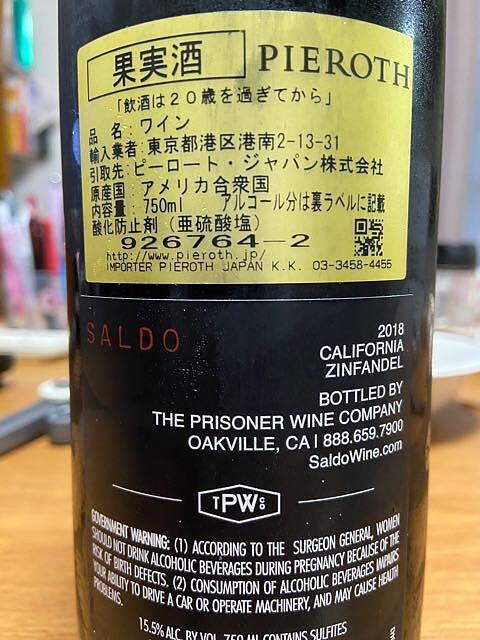 果実酒 PIEROTH
「飲酒は20歳を過ぎてから」
品 名:ワイン
輸入業者:東京都港区港南2-13-31
引取先:ピーロート・ジャパン株式会社
原産国 アメリカ合衆国
内容量:750ml アルコール分は裏ラベルに記載
酸化防止剤(亜硫酸塩)
926764-2
http://www.pieroth.jp/
IMPORTER PIEROTH JAPAN K.K. 03-3458-4455
SALDO
2018
CALIFORNIA
ZINFANDEL
BOTTLED BY
THE PRISONER WINE COMPANY
OAKVILLE, CA | 888.659.7900
SaldoWine.com
TPWCO
GOVERNMENT WARNING: (1) ACCORDING TO THE SURGEON GENERAL, WOMEN
SHOULD NOT DRINK ALCOHOLIC BEVERAGES DURING PREGNANCY BECAUSE OF THE
RISK OF BIRTH DEFECTS. (2) CONSUMPTION OF ALCOHOLIC BEVERAGES IMPAIRS
YOUR ABILITY TO DRIVE A CAR OR OPERATE MACHINERY, AND MAY CAUSE HEALTH
PROBLEMS.
15.5% ALC. BY VOL. 750 ML CONTAINS SULFITES